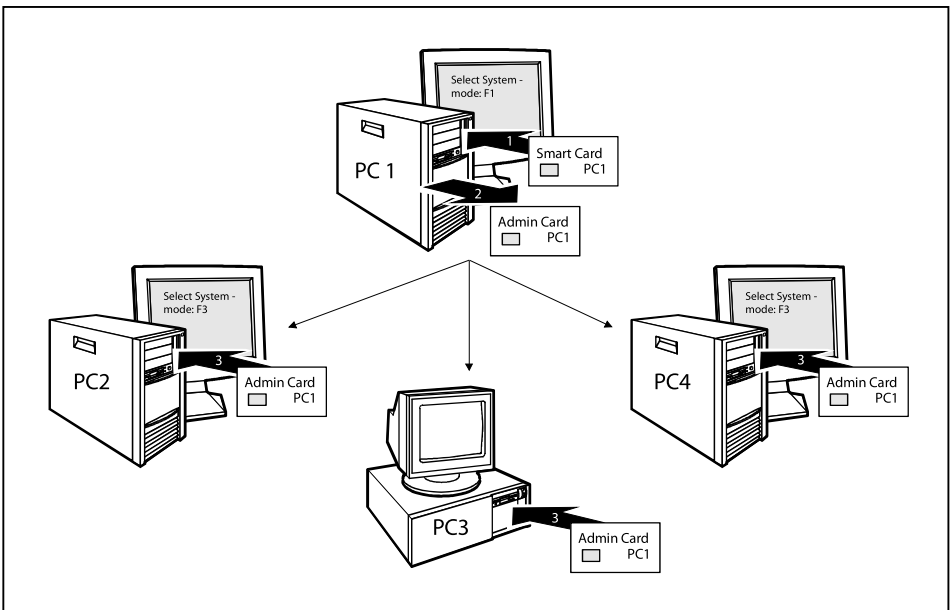 Select System -
mode: F1
PC 1
1
Smart Card
PC1
2
Admin Card
PC1
Select System -
mode: F3
PC2
3
Admin Card
PC1
Select System -
mode: F3
PC4
3
Admin Card
PC1
PC3
3
Admin Card
PC1